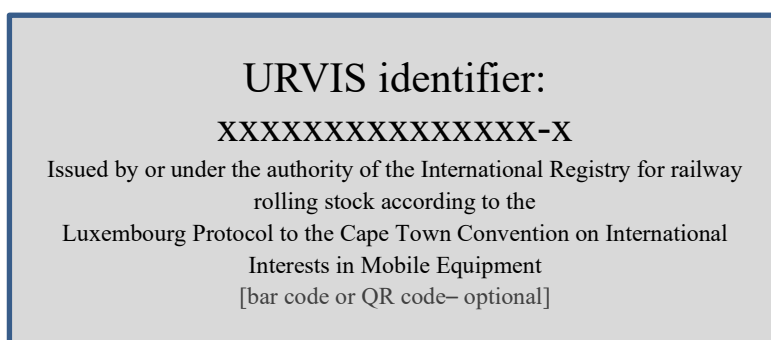 URVIS identifier:
xxxxxxxxxxxxxxx-x
Issued by or under the authority of the International Registry for railway
rolling stock according to the
Luxembourg Protocol to the Cape Town Convention on International
Interests in Mobile Equipment
[bar code or QR code– optional]